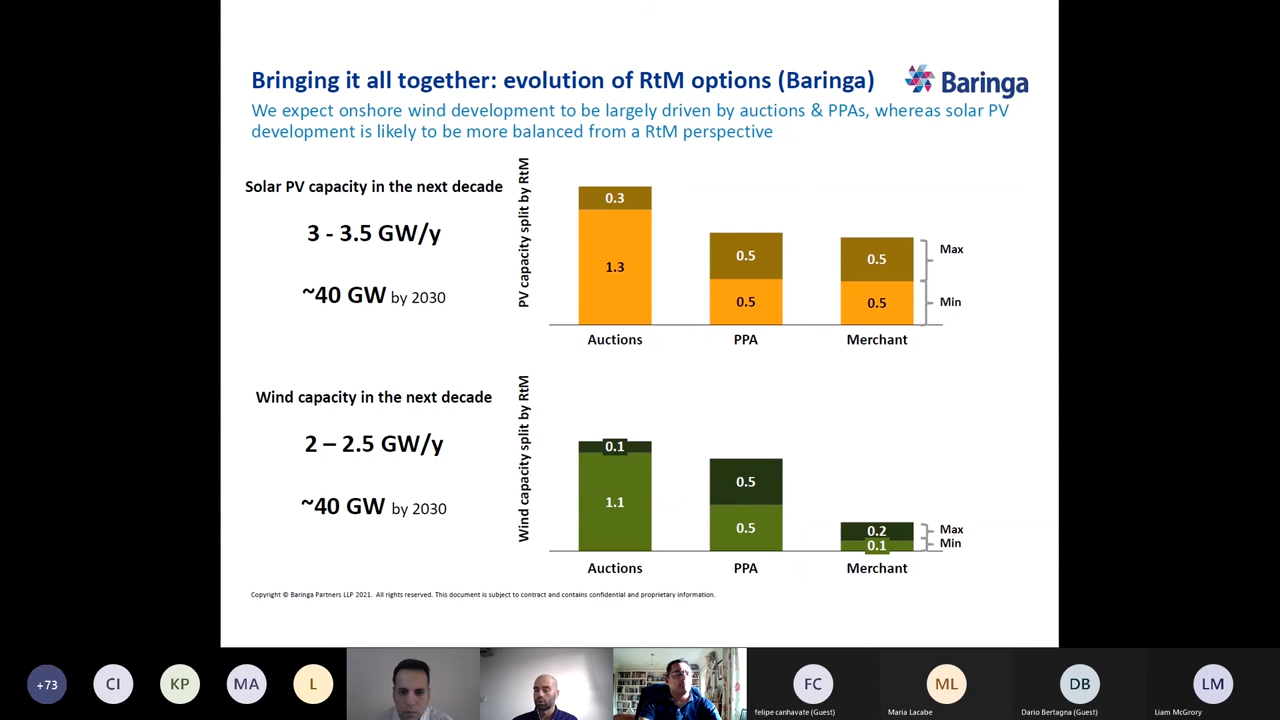 Bringing it all together: evolution of RtM options (Baringa)
Baringa
We expect onshore wind development to be largely driven by auctions & PPAs, whereas solar PV
development is likely to be more balanced from a RtM perspective
Solar PV capacity in the next decade
3 - 3.5 GW/y
~40 GW by 2030
PV capacity split by RtM
0.3
1.3
0.5
0.5
0.5
0.5
Max
Min
Auctions
PPA
Merchant
Wind capacity in the next decade
2 – 2.5 GW/y
~40 GW by 2030
Wind capacity split by RtM
0.1
1.1
0.5
0.5
0.2
0.1
Max
Min
Auctions
PPA
Merchant
Copyright © Baringa Partners LLP 2021. All rights reserved. This document is subject to contract and contains confidential and proprietary information.
+73
CI
KP
MA
L
FC
felipe canhavate (Guest)
ML
Maria Lacabe
DB
Dario Bertagna (Guest)
LM
Liam McGrory